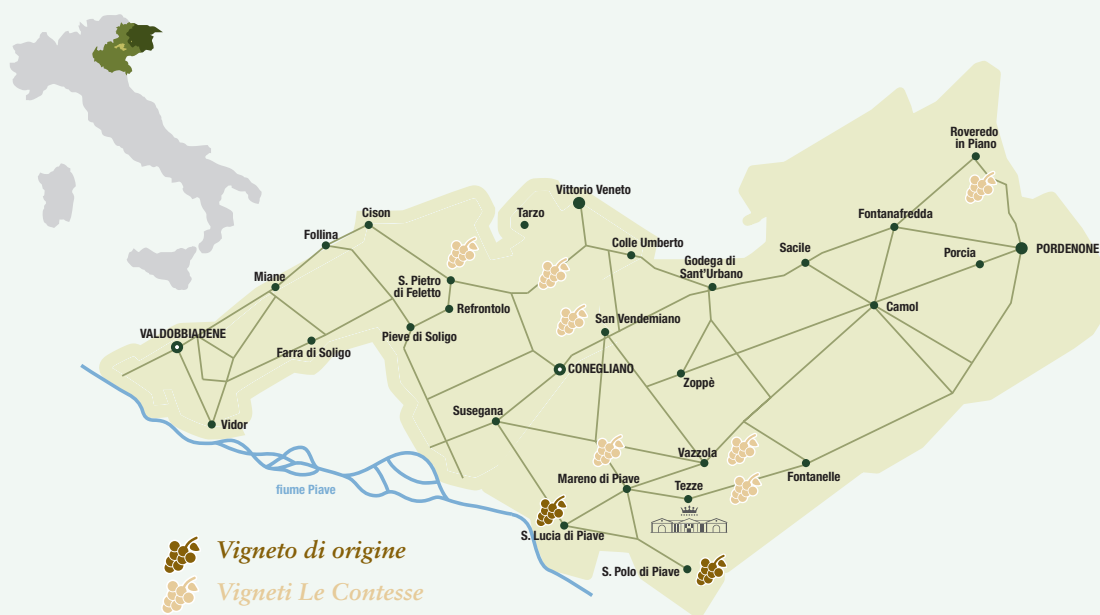 Roveredo
in Piano
Vittorio Veneto
Cison
Tarzo
Fontanafredda
Follina
Colle Umberto
Sacile
Porcia
PORDENONE
Godega di
Sant'Urbano
Miane
S. Pietro
di Feletto
Refrontolo
Camol
San Vendemiano
VALDOBBIADENE
Pieve di Soligo
Farra di Soligo
CONEGLIANO
Zoppè
Susegana
Vidor
Vazzola
Mareno di Piave
Tezze
Fontanelle
fiume Piave
S. Lucia di Piave
S. Polo di Piave
Vigneto di origine
Vigneti Le Contesse